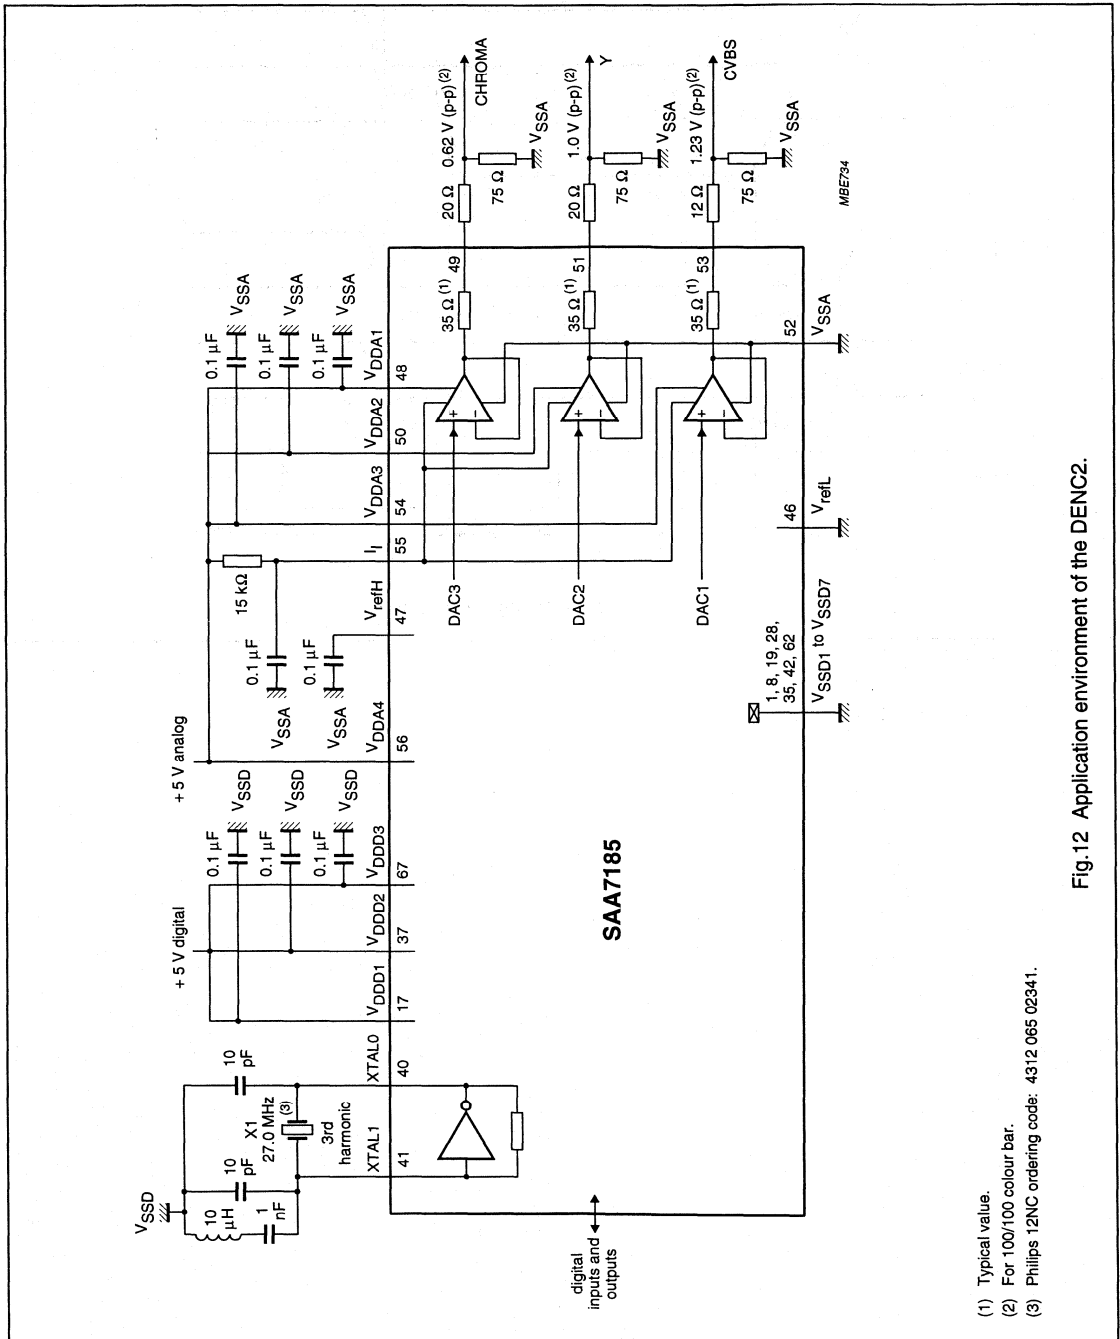 + 5 V digital
+ 5 V analog
VSSD
10 µH
1 nF
10 pF
10 pF
X1
27.0 MHz
(3)
3rd harmonic
0.1 µF
VSSD
0.1 µF
VSSD
0.1 µF
VSSD
0.1 µF
VSSA
0.1 µF
VSSA
15 kΩ
0.1 µF
VSSA
0.1 µF
VSSA
0.1 µF
VSSA
XTAL1
41
XTAL0
40
VDDD1
17
VDDD2
37
VDDD3
67
VDDA4
56
VrefH
47
II
55
VDDA3
54
VDDA2
50
VDDA1
48
DAC3
+
−
35 Ω (1)
49
20 Ω
0.62 V (p-p)(2)
CHROMA
75 Ω
VSSA
DAC2
+
−
35 Ω (1)
51
20 Ω
1.0 V (p-p)(2)
Y
75 Ω
VSSA
DAC1
+
−
35 Ω (1)
53
12 Ω
1.23 V (p-p)(2)
CVBS
75 Ω
VSSA
digital
inputs and
outputs
SAA7185
1, 8, 19, 28,
35, 42, 62
VSSD1 to VSSD7
46
VrefL
52
VSSA
MBE734
(1) Typical value.
(2) For 100/100 colour bar.
(3) Philips 12NC ordering code: 4312 065 02341.
Fig.12 Application environment of the DENC2.